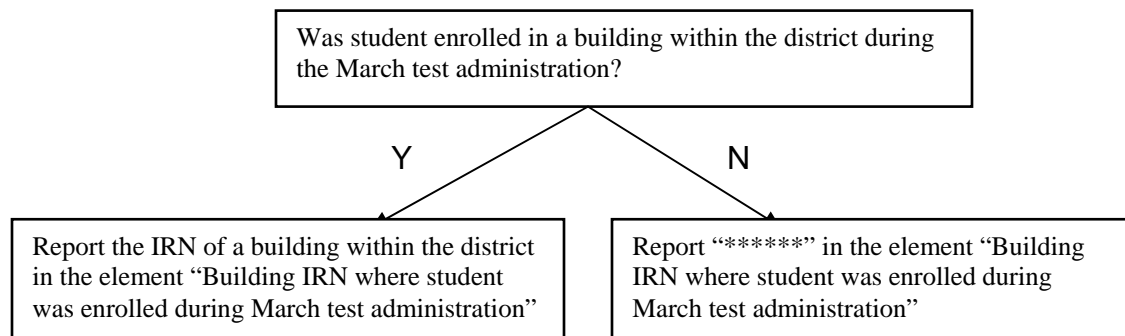 Was student enrolled in a building within the district during
the March test administration?
Y
N
Report the IRN of a building within the district
in the element “Building IRN where student
was enrolled during March test administration”
Report “******” in the element “Building
IRN where student was enrolled during
March test administration”